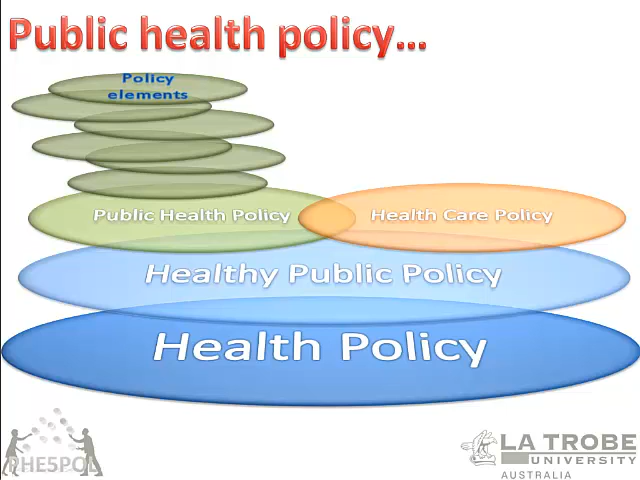 Public health policy...
Policy
elements
Public Health Policy
Health Care Policy
Healthy Public Policy
Health Policy
PHE5POL
LA TROBE
UNIVERSITY
AUSTRALIA